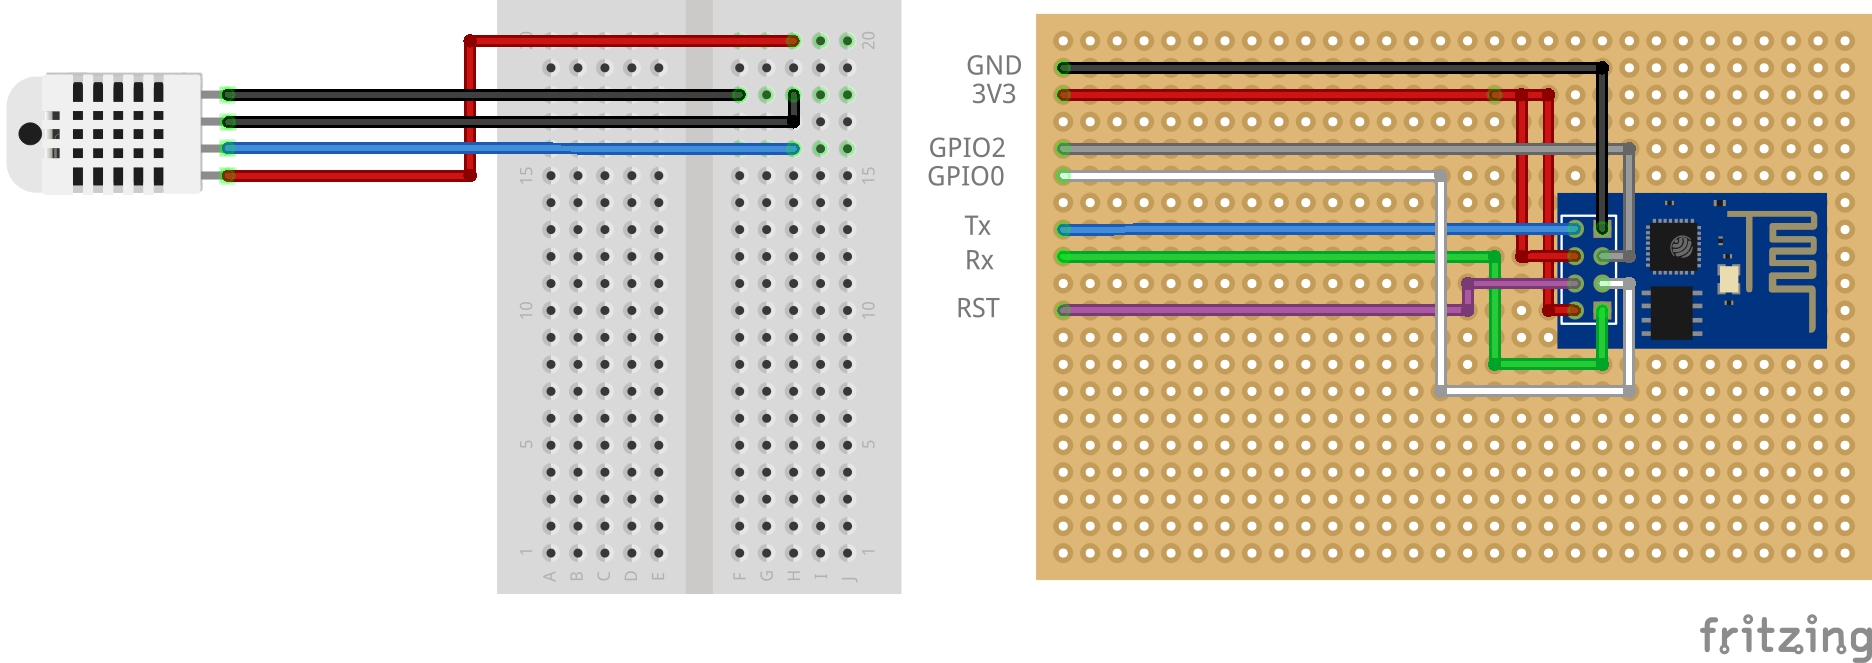 20
20
15
15
10
10
5
5
1
1
A B C D E F G H I J
GND
3V3
GPIO2
GPIO0
Tx
Rx
RST
fritzing